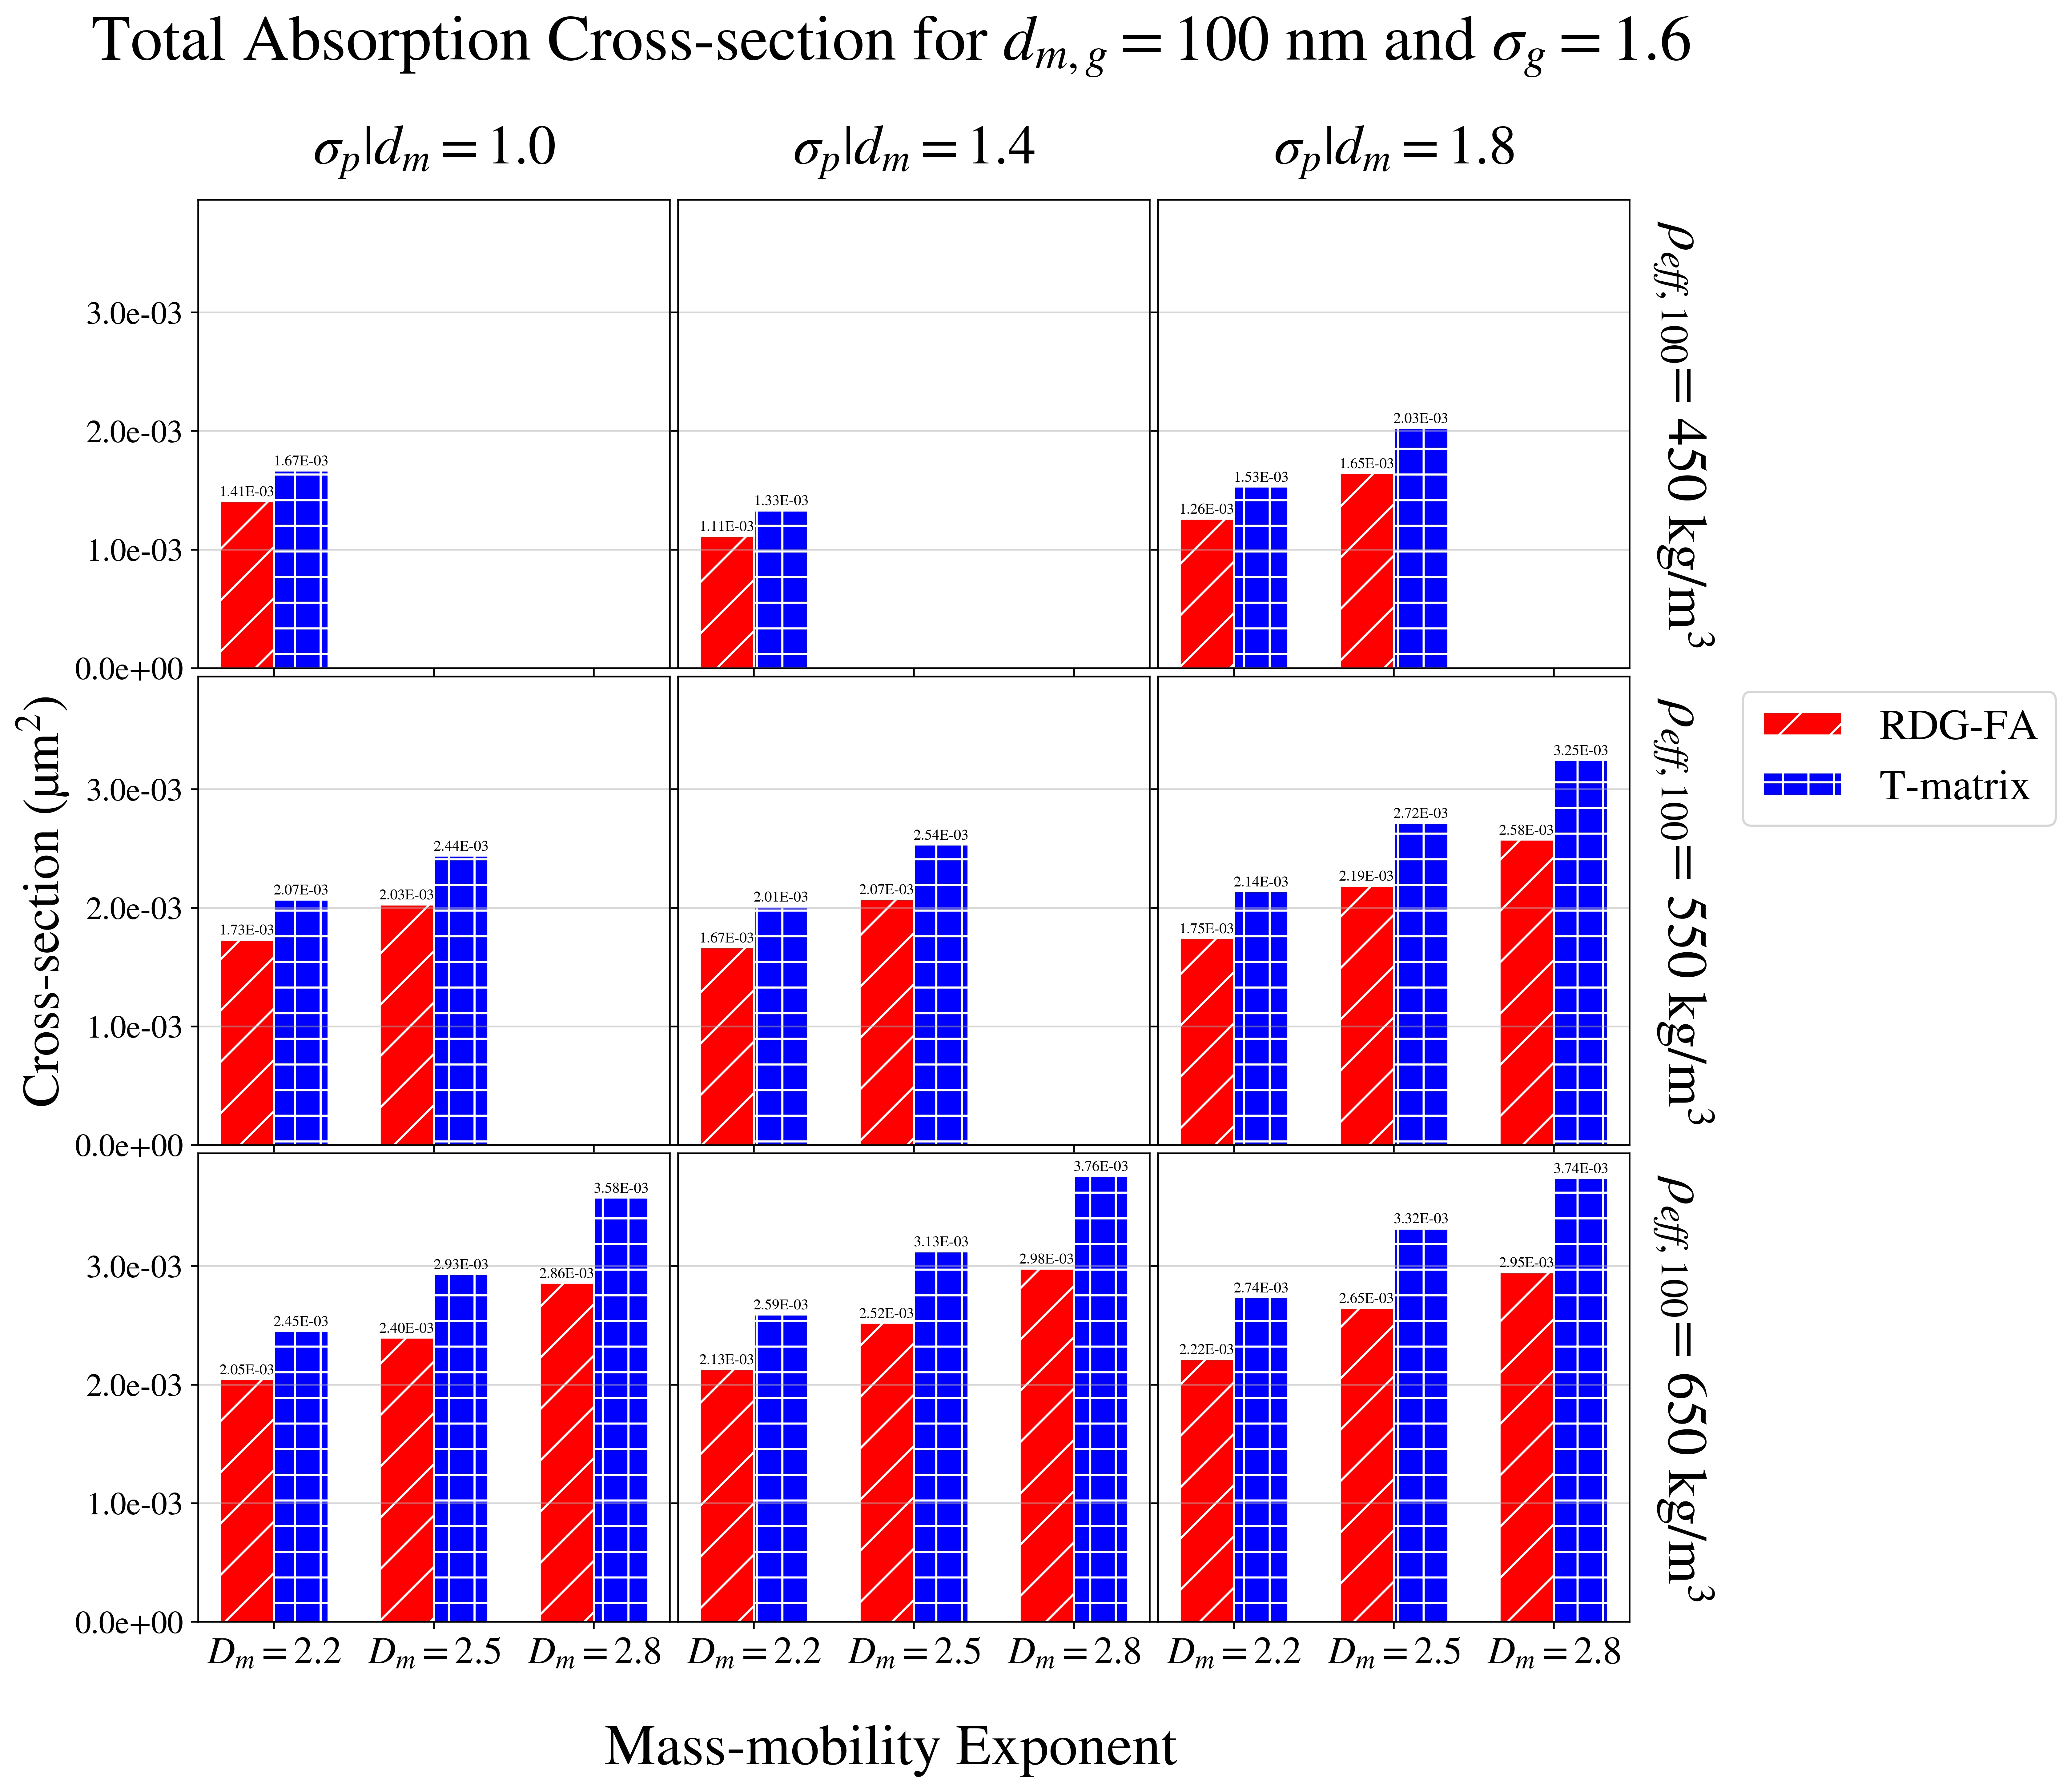 Total Absorption Cross-section for d_{m,g} = 100 nm and σ_g = 1.6
σ_p|d_m = 1.0
σ_p|d_m = 1.4
σ_p|d_m = 1.8
3.0e-03
2.0e-03
1.0e-03
0.0e+00
1.41E-03
1.67E-03
1.11E-03
1.33E-03
1.26E-03
1.53E-03
1.65E-03
2.03E-03
ρ_{eff, 100} = 450 kg/m³
Cross-section (μm²)
3.0e-03
2.0e-03
1.0e-03
0.0e+00
1.73E-03
2.07E-03
2.03E-03
2.44E-03
1.67E-03
2.01E-03
2.07E-03
2.54E-03
1.75E-03
2.14E-03
2.19E-03
2.72E-03
2.58E-03
3.25E-03
ρ_{eff, 100} = 550 kg/m³
RDG-FA
T-matrix
3.0e-03
2.0e-03
1.0e-03
0.0e+00
2.05E-03
2.45E-03
2.40E-03
2.93E-03
2.86E-03
3.58E-03
2.13E-03
2.59E-03
2.52E-03
3.13E-03
2.98E-03
3.76E-03
2.22E-03
2.74E-03
2.65E-03
3.32E-03
2.95E-03
3.74E-03
ρ_{eff, 100} = 650 kg/m³
D_m = 2.2
D_m = 2.5
D_m = 2.8
D_m = 2.2
D_m = 2.5
D_m = 2.8
D_m = 2.2
D_m = 2.5
D_m = 2.8
Mass-mobility Exponent